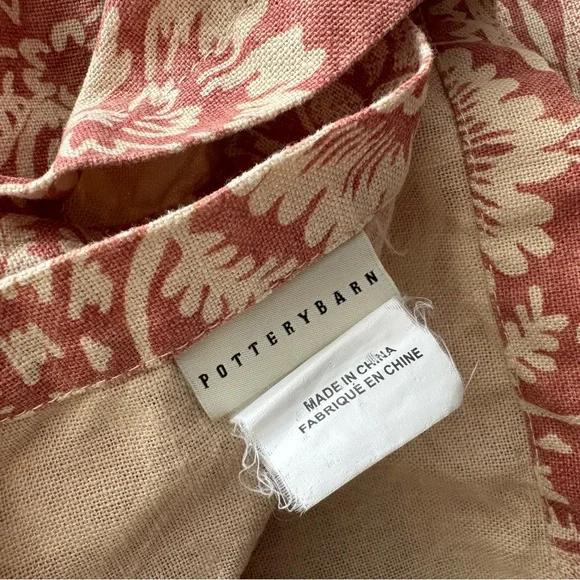 POTTERYBARN
MADE IN CHINA
FABRIQUÉ EN CHINE